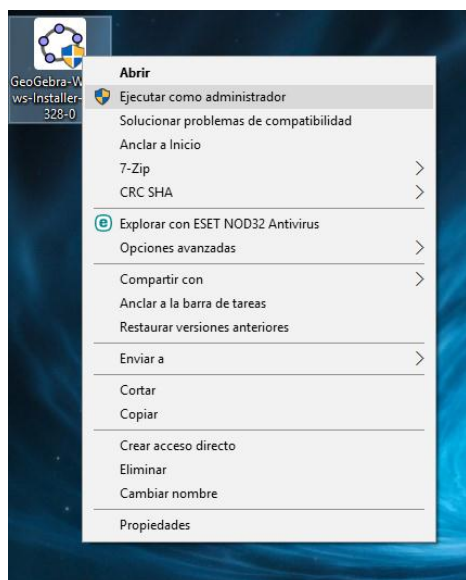 GeoGebra-W
ws-Installer-
328-0
Abrir
Ejecutar como administrador
Solucionar problemas de compatibilidad
Anclar a Inicio
7-Zip
CRC SHA
Explorar con ESET NOD32 Antivirus
Opciones avanzadas
Compartir con
Anclar a la barra de tareas
Restaurar versiones anteriores
Enviar a
Cortar
Copiar
Crear acceso directo
Eliminar
Cambiar nombre
Propiedades